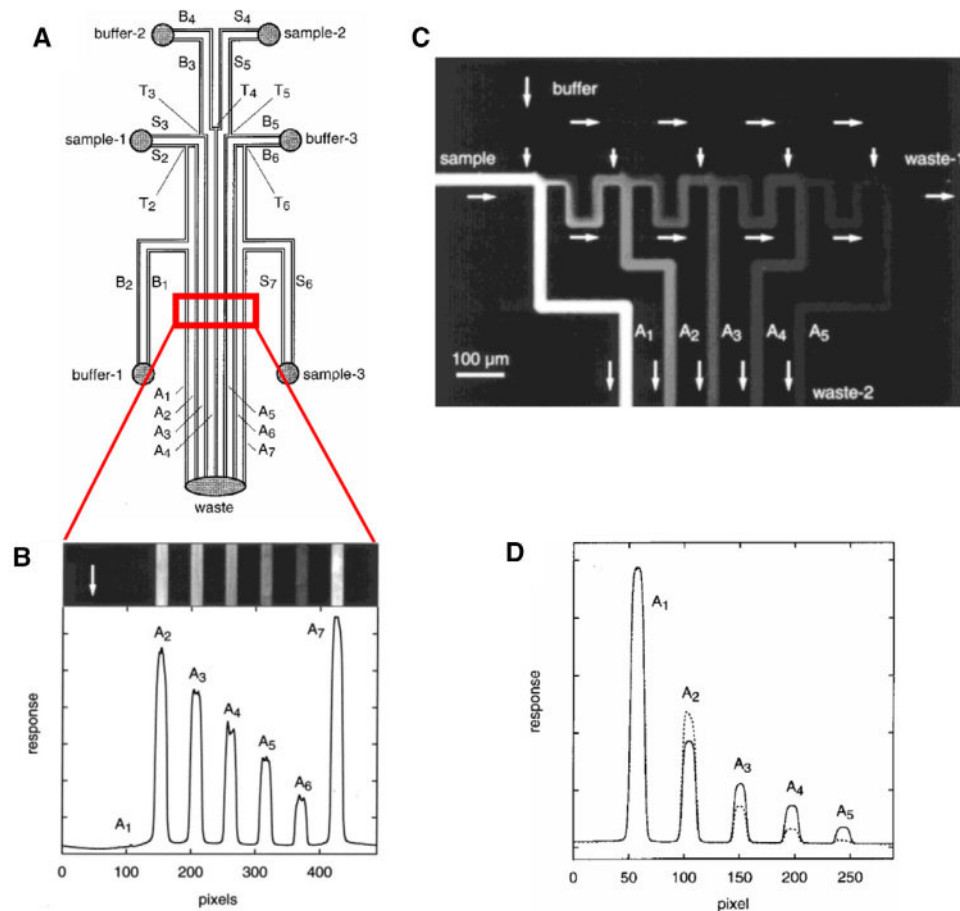 A
B4 S4
buffer-2 sample-2
B3 S5
T3 T4 T5
S3 B5
sample-1 buffer-3
S2 B6
T2 T6
B2 B1 S7 S6
buffer-1 sample-3
A1 A5
A2 A6
A3 A7
A4
waste
B
A2 A7
A3
A4
A5
A6
A1
response
0 100 200 300 400
pixels
C
buffer
sample waste-1
A1 A2 A3 A4 A5
100 µm
waste-2
D
A1
A2
A3
A4
A5
response
0 50 100 150 200 250
pixel